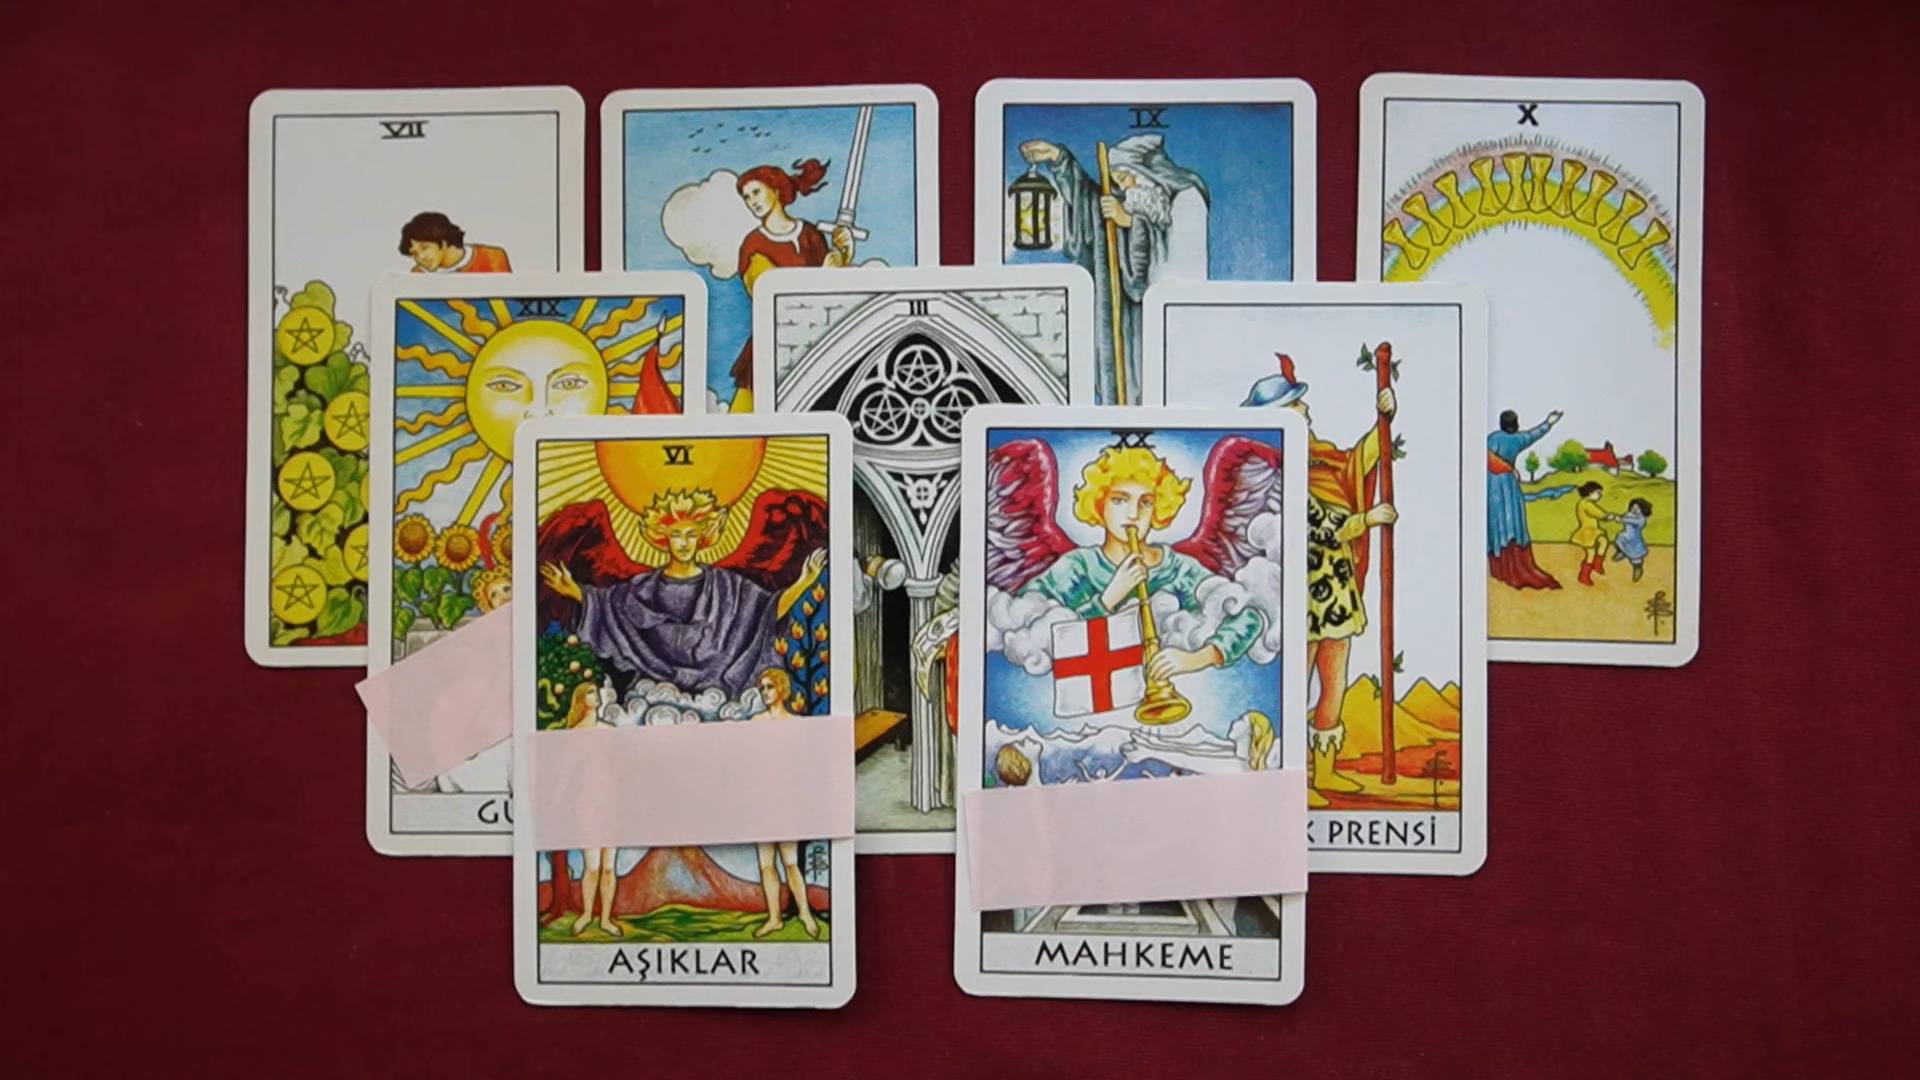 VII
IX
X
XIX
III
VI
XX
GÜ
K PRENSİ
AŞIKLAR
MAHKEME